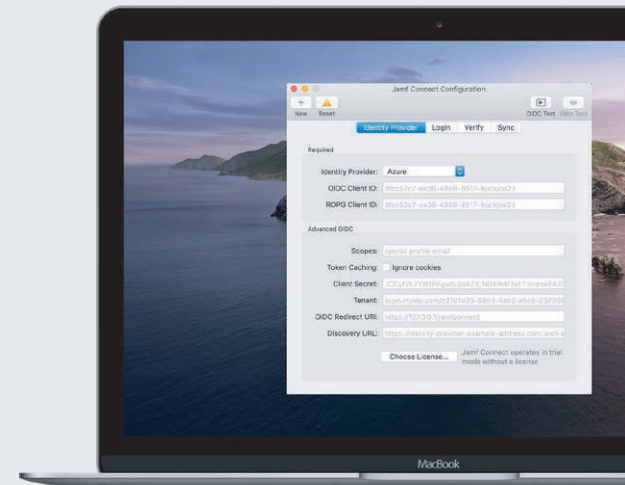 Jamf Connect Configuration
New Reset OIDC Test Okta Test
Identity Provider Login Verify Sync
Required
Identity Provider: Azure
OIDC Client ID:
ROPG Client ID:
Advanced OIDC
Scopes: openid profile email
Token Caching: Ignore cookies
Client Secret:
Tenant:
OIDC Redirect URI: https://127.0.0.1/jamfconnect
Discovery URL:
Choose License... Jamf Connect operates in trial
mode without a license
MacBook